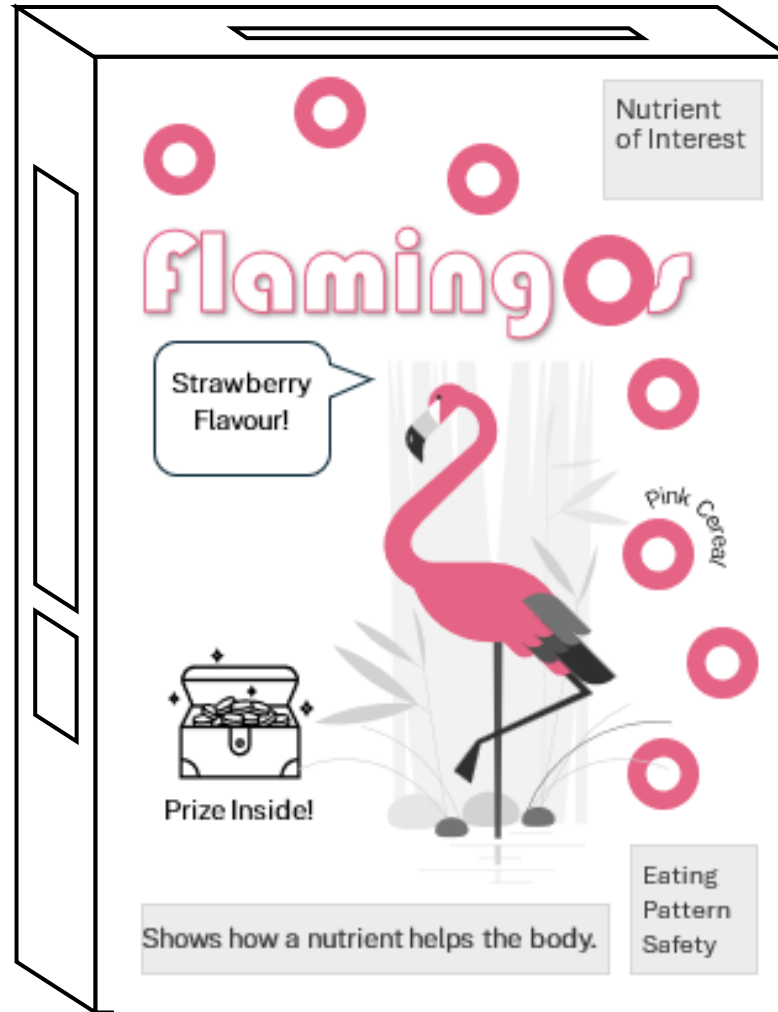 Nutrient
of Interest
FlamingOs
Strawberry
Flavour!
Pink Cereal
Prize Inside!
Eating
Pattern
Safety
Shows how a nutrient helps the body.